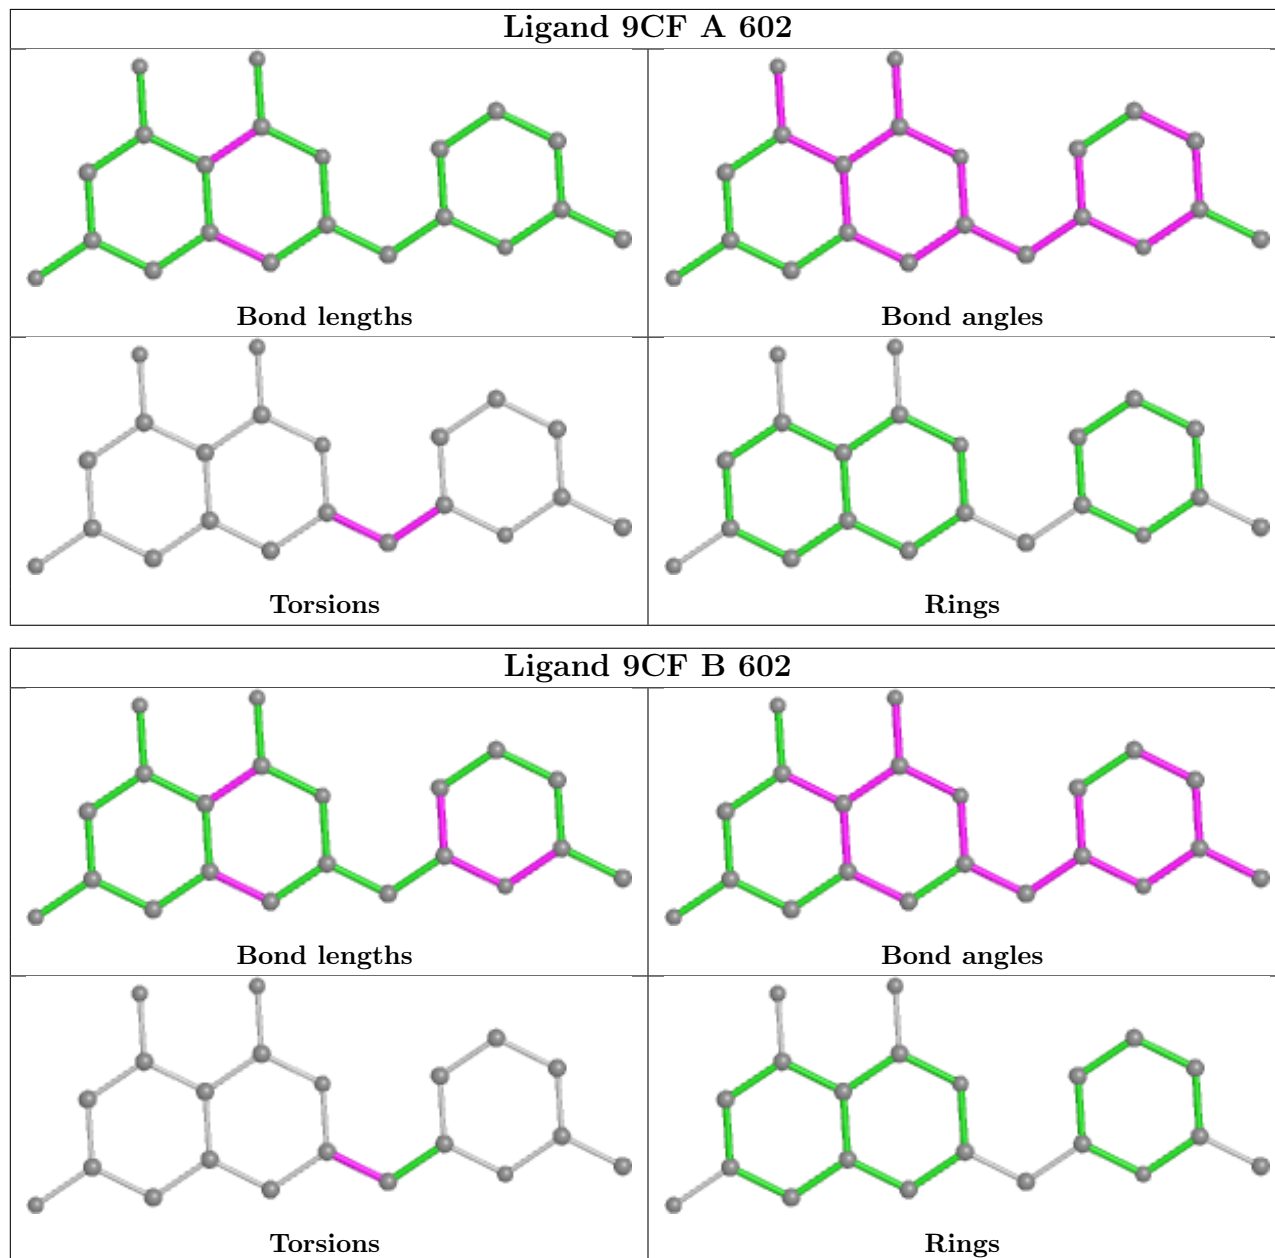 Ligand 9CF A 602
Bond lengths
Bond angles
Torsions
Rings
Ligand 9CF B 602
Bond lengths
Bond angles
Torsions
Rings